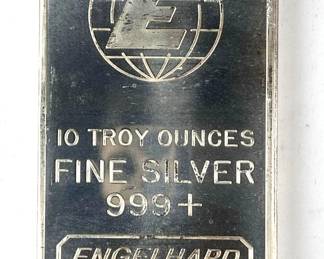 E
10 TROY OUNCES
FINE SILVER
999+
ENGELHARD